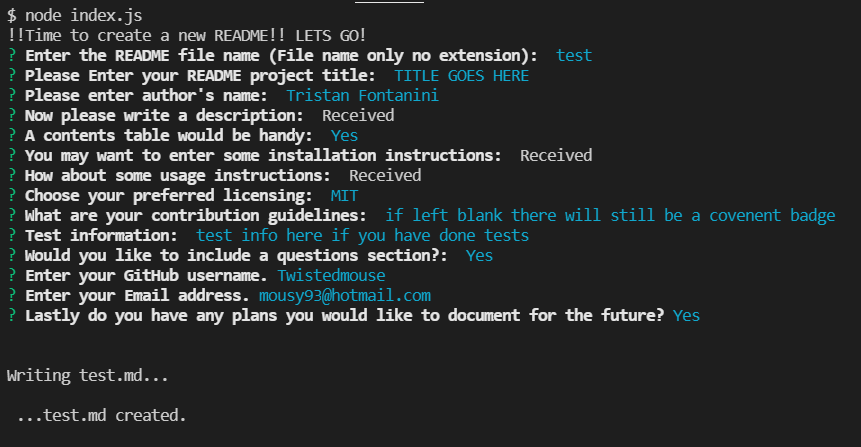 $ node index.js
!!Time to create a new README!! LETS GO!
? Enter the README file name (File name only no extension):  test
? Please Enter your README project title:  TITLE GOES HERE
? Please enter author's name:  Tristan Fontanini
? Now please write a description:  Received
? A contents table would be handy:  Yes
? You may want to enter some installation instructions:  Received
? How about some usage instructions:  Received
? Choose your preferred licensing:  MIT
? What are your contribution guidelines:  if left blank there will still be a covenent badge
? Test information:  test info here if you have done tests
? Would you like to include a questions section?:  Yes
? Enter your GitHub username. Twistedmouse
? Enter your Email address. mousy93@hotmail.com
? Lastly do you have any plans you would like to document for the future? Yes
Writing test.md...
...test.md created.